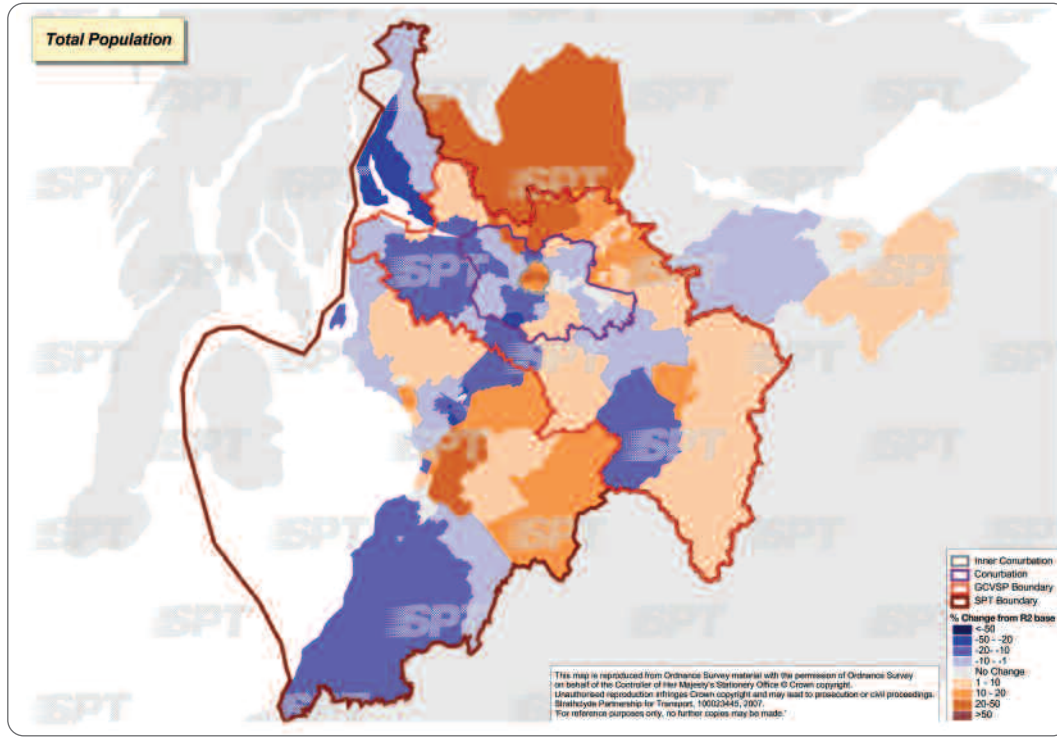 Total Population
SPT
Inner Conurbation
Conurbation
GCVSP Boundary
SPT Boundary
% Change from R2 base
<-50
-50 - -20
-20 - -10
-10 - -1
No Change
1 - 10
10 - 20
20-50
>50
This map is reproduced from Ordnance Survey material with the permission of Ordnance Survey
on behalf of the Controller of Her Majesty's Stationery Office © Crown copyright.
Unauthorised reproduction infringes Crown copyright and may lead to prosecution or civil proceedings.
Strathclyde Partnership for Transport, 100023445, 2007.
"For reference purposes only, no further copies may be made."